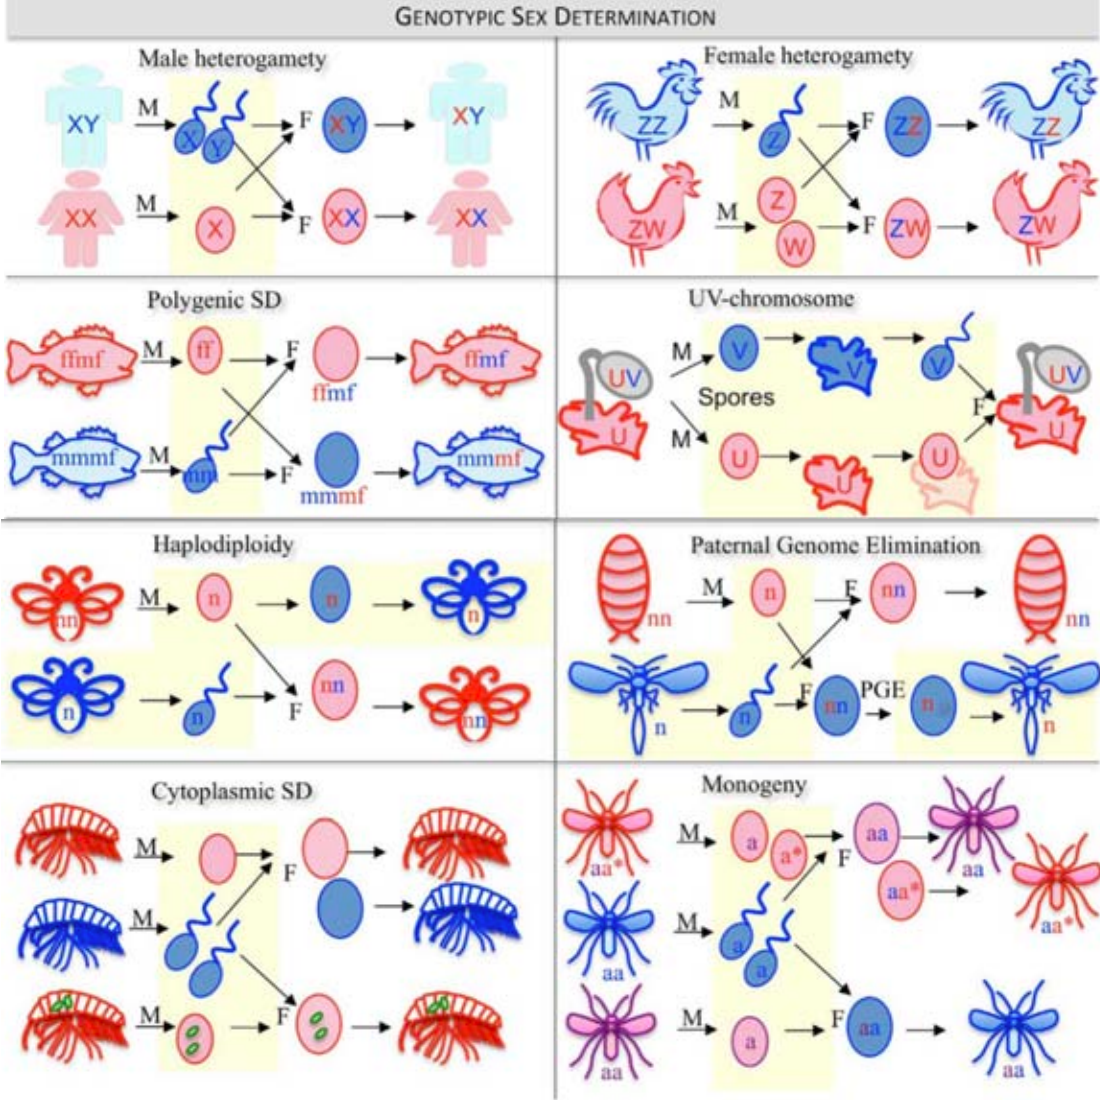 GENOTYPIC SEX DETERMINATION
Male heterogamety
XY M X Y F XY XY
XX M X F XX XX
Female heterogamety
ZZ M Z F ZZ ZZ
ZW M Z W F ZW ZW
Polygenic SD
ffmf M ff F ffmf ffmf
mmmf M mm F mmmf mmmf
UV-chromosome
UV U M V V V F UV U
Spores
M U U U
Haplodiploidy
nn M n n n
n n F nn nn
Paternal Genome Elimination
M n F nn nn nn
n n F nn PGE n n
Cytoplasmic SD
M F
M
M F
Monogeny
aa* M a a* F aa aa
aa* aa*
aa M a a
aa M a F aa aa